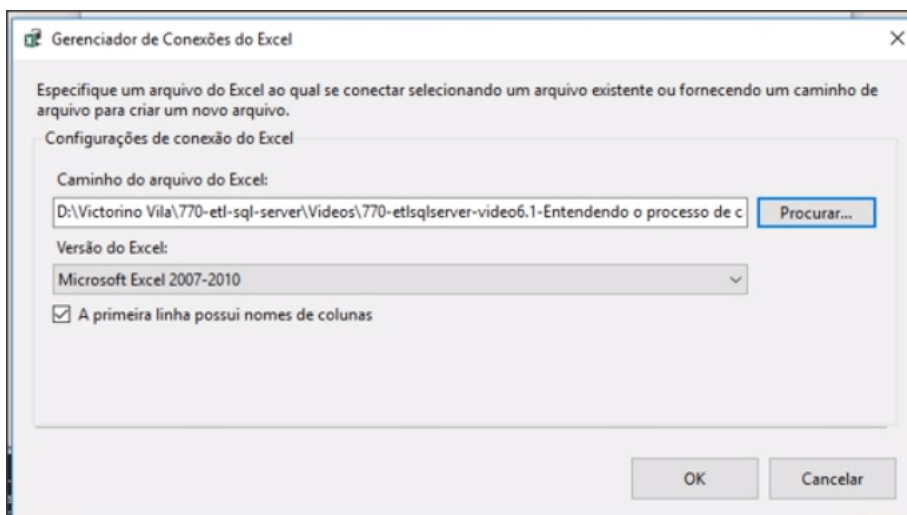 Gerenciador de Conexões do Excel
Especifique um arquivo do Excel ao qual se conectar selecionando um arquivo existente ou fornecendo um caminho de
arquivo para criar um novo arquivo.
Configurações de conexão do Excel
Caminho do arquivo do Excel:
D:\Victorino Vila\770-etl-sql-server\Videos\770-etlsqlserver-video6.1-Entendendo o processo de c
Procurar...
Versão do Excel:
Microsoft Excel 2007-2010
A primeira linha possui nomes de colunas
OK
Cancelar